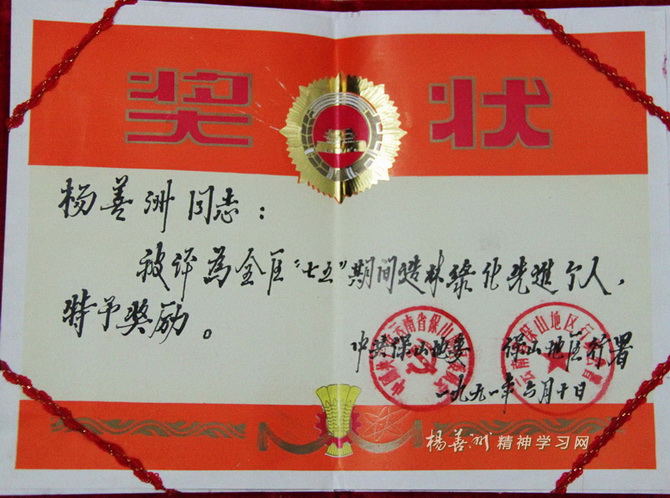 奖状
杨善洲同志：
被评为全区“七五”期间造林绿化先进个人，
特予奖励。
中共保山地委 保山地区行署
一九九一年六月十日
杨善洲精神学习网